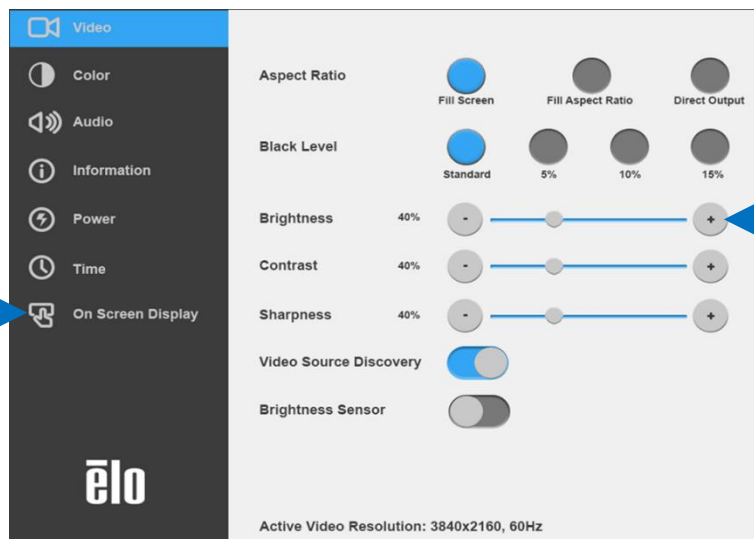 Video
Color
Audio
Information
Power
Time
On Screen Display
ēlo
Aspect Ratio
Fill Screen Fill Aspect Ratio Direct Output
Black Level
Standard 5% 10% 15%
Brightness 40% - +
Contrast 40% - +
Sharpness 40% - +
Video Source Discovery
Brightness Sensor
Active Video Resolution: 3840x2160, 60Hz